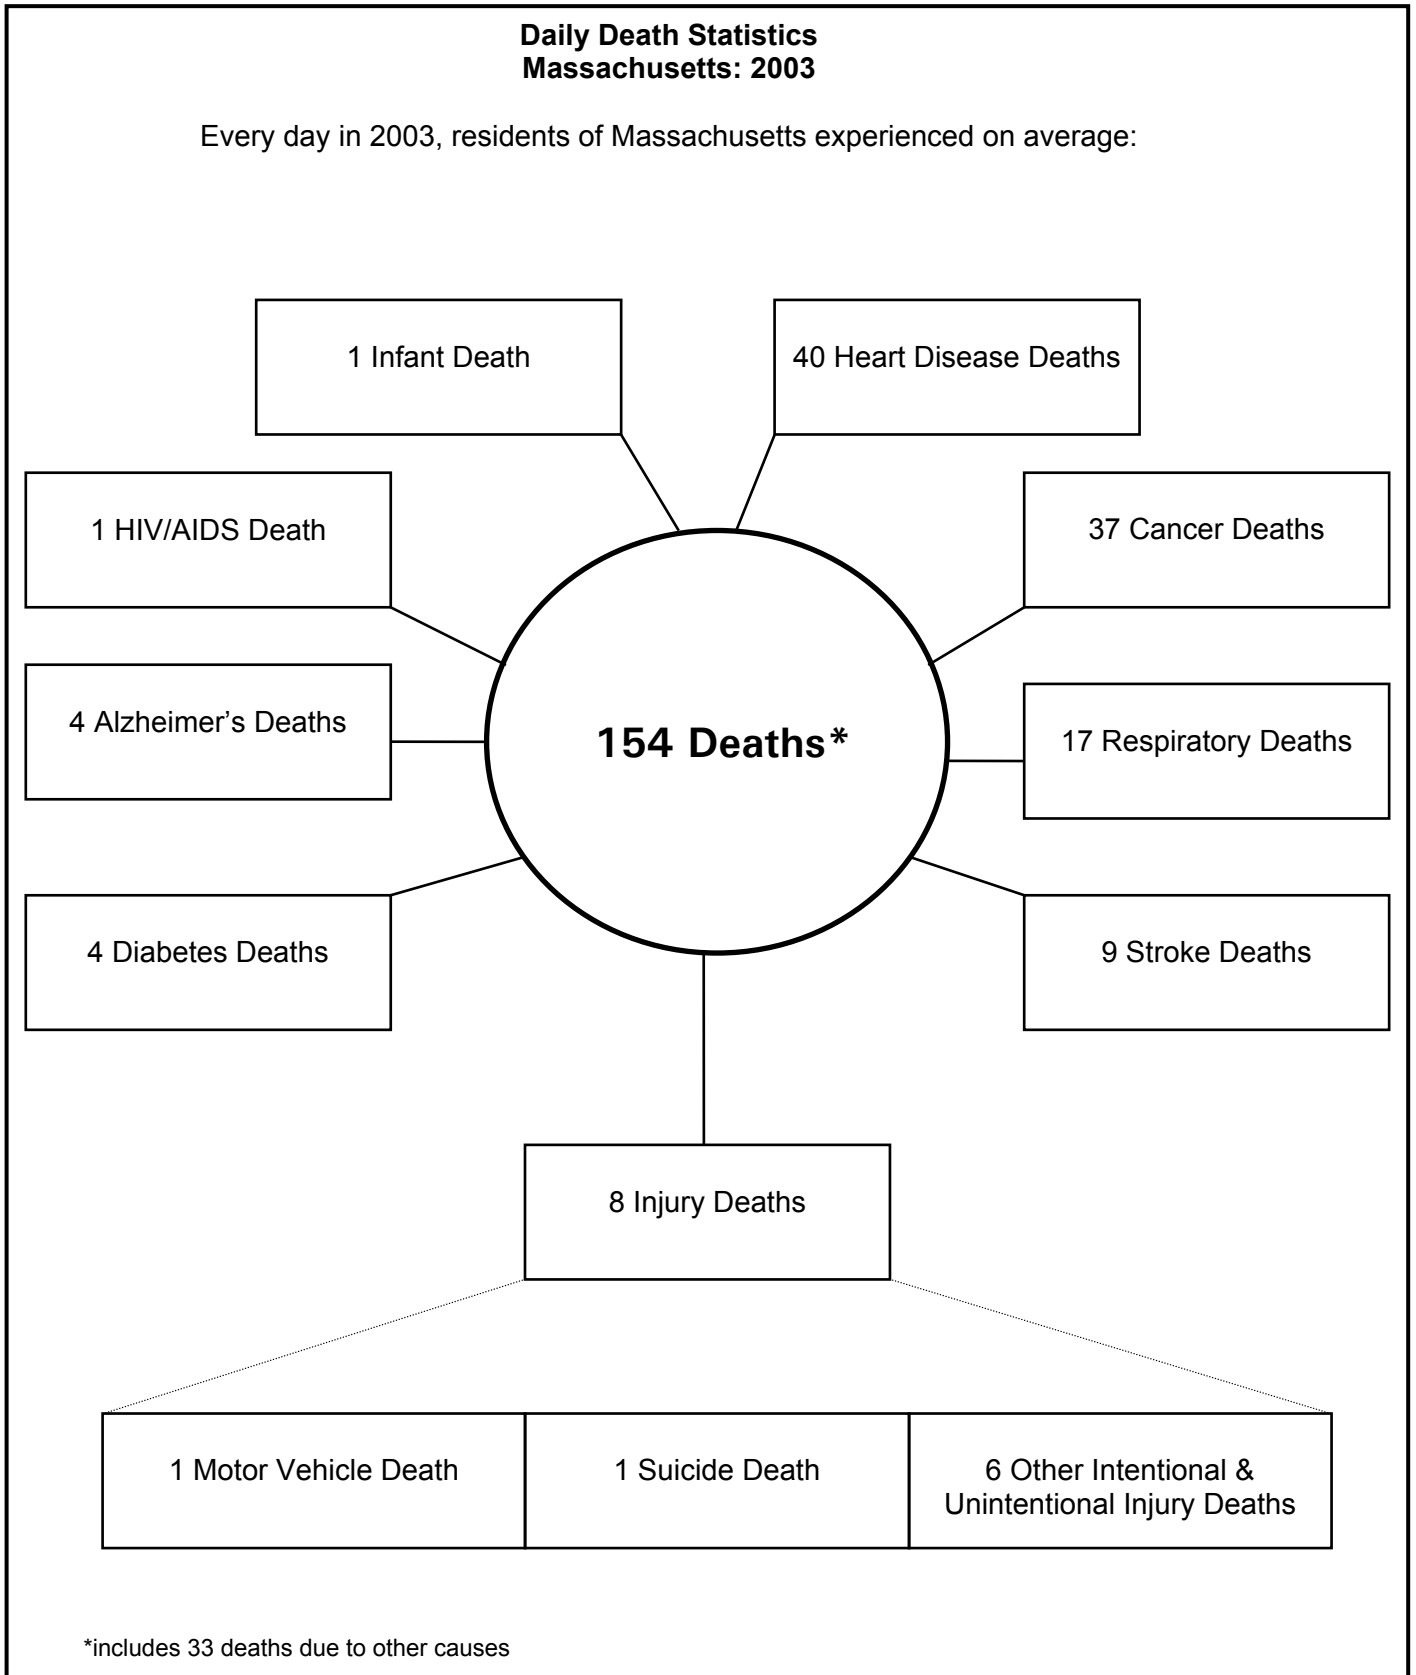 Daily Death Statistics
Massachusetts: 2003
Every day in 2003, residents of Massachusetts experienced on average:
1 Infant Death
40 Heart Disease Deaths
1 HIV/AIDS Death
37 Cancer Deaths
4 Alzheimer’s Deaths
154 Deaths*
17 Respiratory Deaths
4 Diabetes Deaths
9 Stroke Deaths
8 Injury Deaths
1 Motor Vehicle Death
1 Suicide Death
6 Other Intentional &
Unintentional Injury Deaths
*includes 33 deaths due to other causes